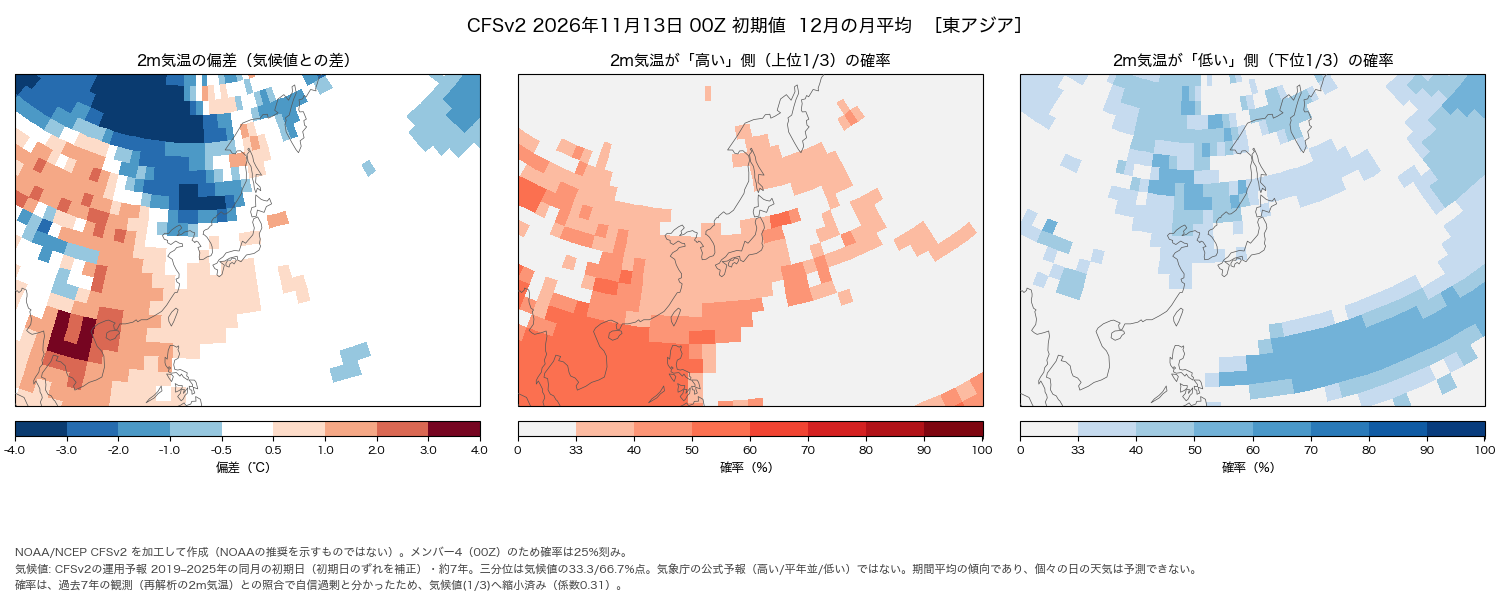 CFSv2 2026年11月13日 00Z 初期値 12月の月平均 ［東アジア］
2m気温の偏差（気候値との差）
2m気温が「高い」側（上位1/3）の確率
2m気温が「低い」側（下位1/3）の確率
-4.0 -3.0 -2.0 -1.0 -0.5 0.5 1.0 2.0 3.0 4.0
偏差（℃）
0 33 40 50 60 70 80 90 100
確率（%）
0 33 40 50 60 70 80 90 100
確率（%）
NOAA/NCEP CFSv2 を加工して作成（NOAAの推奨を示すものではない）。メンバー4（00Z）のため確率は25%刻み。
気候値: CFSv2の運用予報 2019–2025年の同月の初期日（初期日のずれを補正）・約7年。三分位は気候値の33.3/66.7%点。気象庁の公式予報（高い/平年並/低い）ではない。期間平均の傾向であり、個々の日の天気は予測できない。
確率は、過去7年の観測（再解析の2m気温）との照合で自信過剰と分かったため、気候値(1/3)へ縮小済み（係数0.31）。